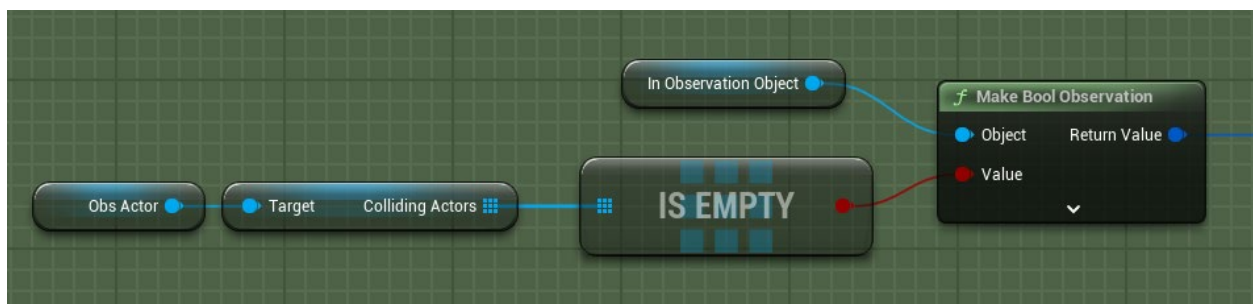 In Observation Object
f Make Bool Observation
Object Return Value
Value
Obs Actor
Target Colliding Actors
IS EMPTY